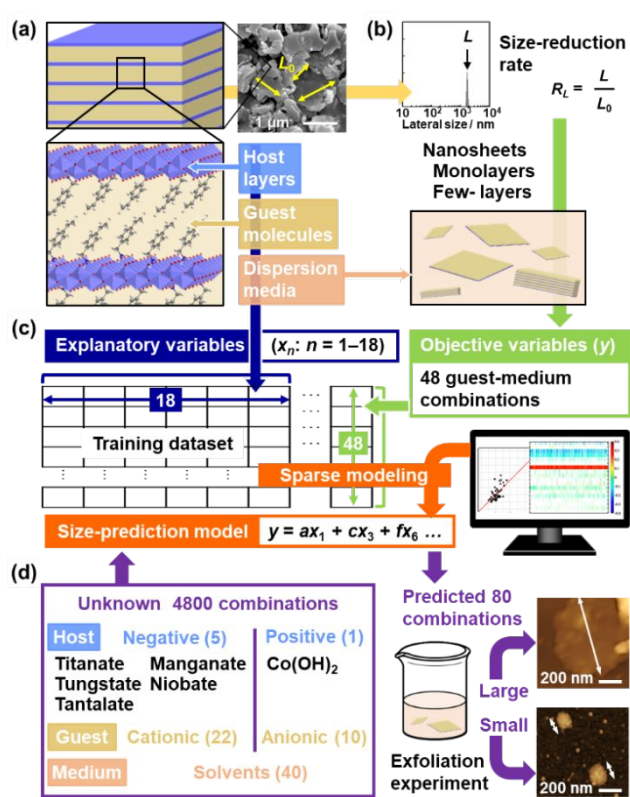 (a)
L₀
1 μm
(b)
L
10⁰ 10¹ 10² 10³ 10⁴
Lateral size / nm
Size-reduction
rate
R_L = L / L₀
Nanosheets
Monolayers
Few- layers
Host
layers
Guest
molecules
Dispersion
media
(c)
Explanatory variables
(xₙ: n = 1–18)
Objective variables (y)
48 guest-medium
combinations
18
Training dataset
48
Sparse modeling
Size-prediction model
y = ax₁ + cx₃ + fx₆ ...
(d)
Unknown 4800 combinations
Host
Negative (5)
Positive (1)
Titanate
Manganate
Co(OH)₂
Tungstate
Niobate
Tantalate
Guest
Cationic (22)
Anionic (10)
Medium
Solvents (40)
Predicted 80
combinations
Large
Small
Exfoliation
experiment
200 nm
200 nm